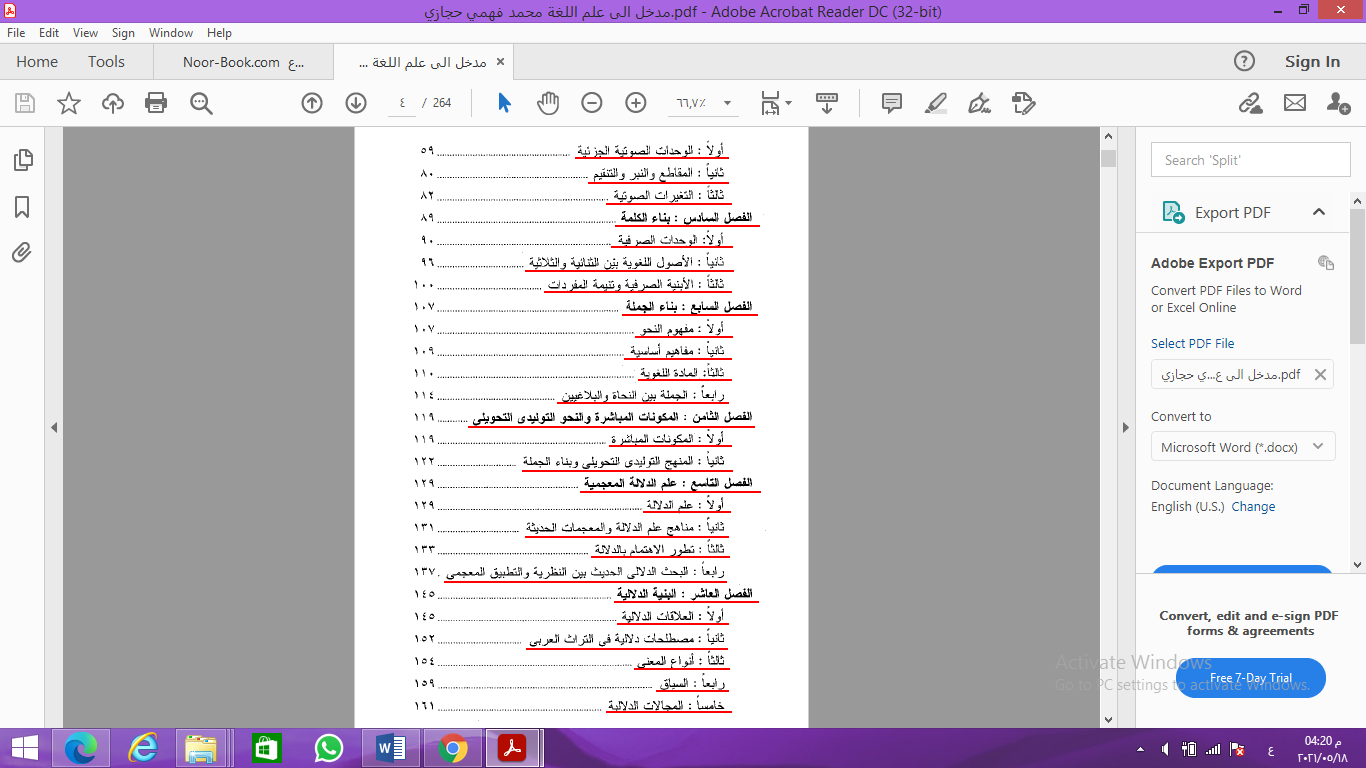 مدخل الى علم اللغة محمد فهمي حجازي.pdf - Adobe Acrobat Reader DC (32-bit)
File Edit View Sign Window Help
Home Tools Noor-Book.com ع... مدخل الى علم اللغة ... × Sign In
٤ / 264 ٦٦,٧٪
أولاً : الوحدات الصوتية الجزئية ........ ٥٩
ثانياً : المقاطع والنبر والتنغيم ........ ٨٠
ثالثاً : التغيرات الصوتية ........ ٨٢
الفصل السادس : بناء الكلمة ........ ٨٩
أولاً: الوحدات الصرفية ........ ٩٠
ثانياً : الأصول اللغوية بين الثنائية والثلاثية ........ ٩٦
ثالثاً : الأبنية الصرفية وتنيمة المفردات ........ ١٠٠
الفصل السابع : بناء الجملة ........ ١٠٧
أولاً : مفهوم النحو ........ ١٠٧
ثانياً : مفاهيم أساسية ........ ١٠٩
ثالثاً: المادة اللغوية ........ ١١٠
رابعاً : الجملة بين النحاة والبلاغيين ........ ١١٤
الفصل الثامن : المكونات المباشرة والنحو التوليدى التحويلى ........ ١١٩
أولاً : المكونات المباشرة ........ ١١٩
ثانياً : المنهج التوليدى التحويلى وبناء الجملة ........ ١٢٢
الفصل التاسع : علم الدلالة المعجمية ........ ١٢٩
أولاً : علم الدلالة ........ ١٢٩
ثانياً : مناهج علم الدلالة والمعجمات الحديثة ........ ١٣١
ثالثاً : تطور الاهتمام بالدلالة ........ ١٣٣
رابعاً : البحث الدلالى الحديث بين النظرية والتطبيق المعجمى . ١٣٧
الفصل العاشر : البنية الدلالية ........ ١٤٥
أولاً : العلاقات الدلالية ........ ١٤٥
ثانياً : مصطلحات دلالية فى التراث العربى ........ ١٥٢
ثالثاً : أنواع المعنى ........ ١٥٤
رابعاً : السياق ........ ١٥٩
خامساً : المجالات الدلالية ........ ١٦١
Search 'Split'
Export PDF
Adobe Export PDF
Convert PDF Files to Word
or Excel Online
Select PDF File
مدخل الى ع...ي حجازي.pdf
Convert to
Microsoft Word (*.docx)
Document Language:
English (U.S.) Change
Convert, edit and e-sign PDF
forms & agreements
Free 7-Day Trial
Activate Windows
Go to PC settings to activate Windows.
ع
04:20 م
٢٠٢١/٠٥/١٨